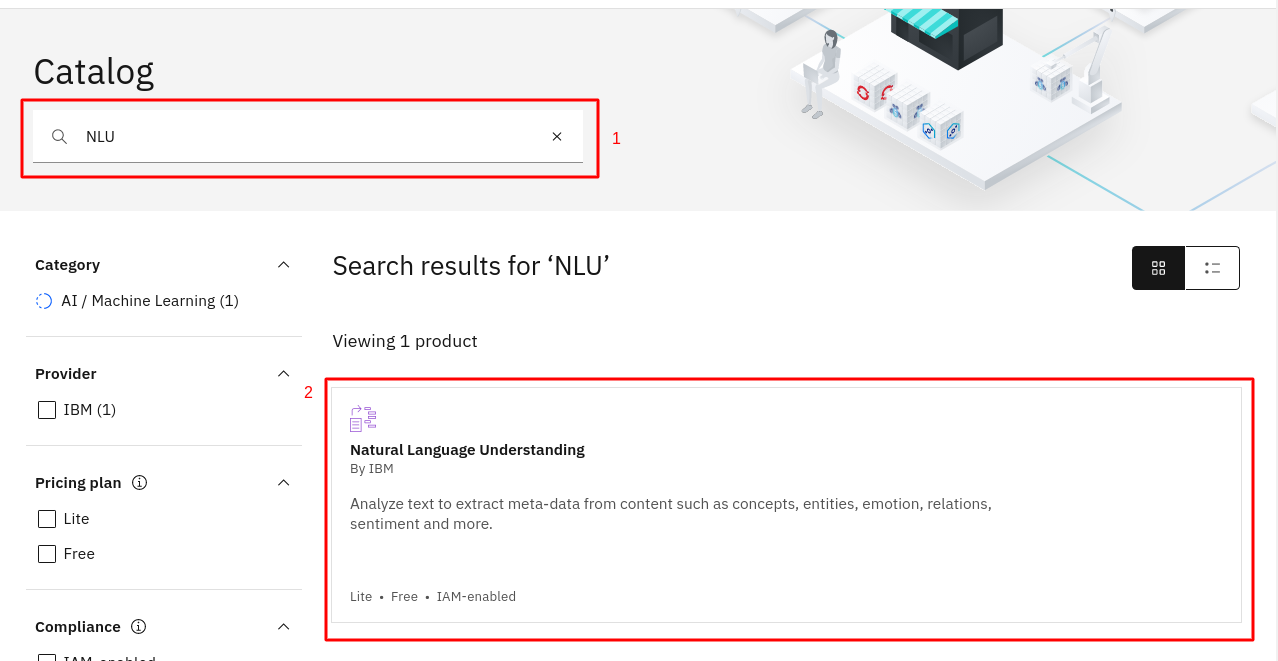 Catalog
NLU
1
Category
AI / Machine Learning (1)
Provider
IBM (1)
Pricing plan
Lite
Free
Compliance
IAM-enabled
Search results for ‘NLU’
Viewing 1 product
2
Natural Language Understanding
By IBM
Analyze text to extract meta-data from content such as concepts, entities, emotion, relations,
sentiment and more.
Lite • Free • IAM-enabled